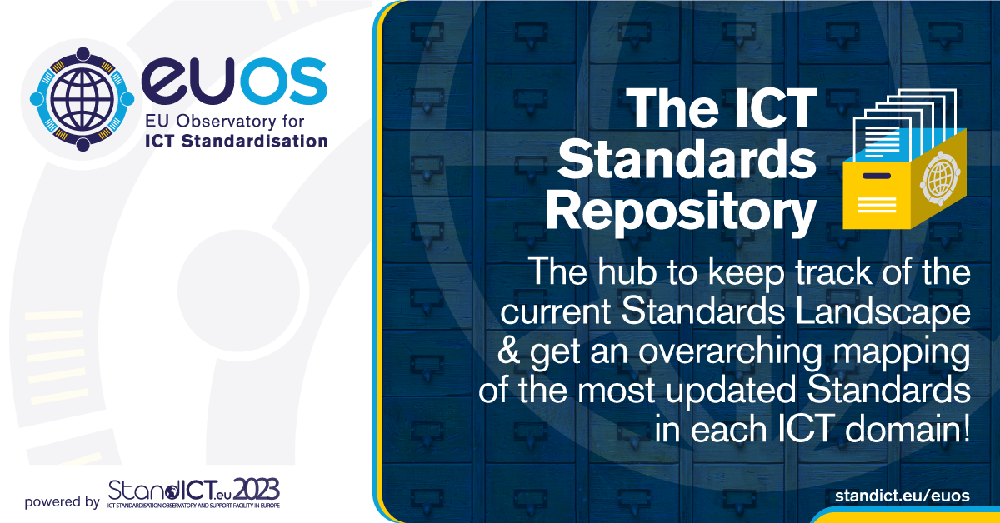 euos
EU Observatory for
ICT Standardisation
powered by
StandICT.eu 2023
ICT STANDARDISATION OBSERVATORY AND SUPPORT FACILITY IN EUROPE
The ICT
Standards
Repository
The hub to keep track of the
current Standards Landscape
& get an overarching mapping
of the most updated Standards
in each ICT domain!
standict.eu/euos